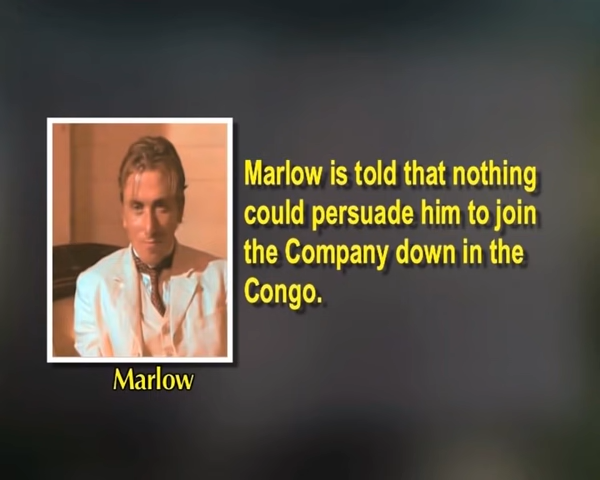 Marlow is told that nothing
could persuade him to join
the Company down in the
Congo.
Marlow